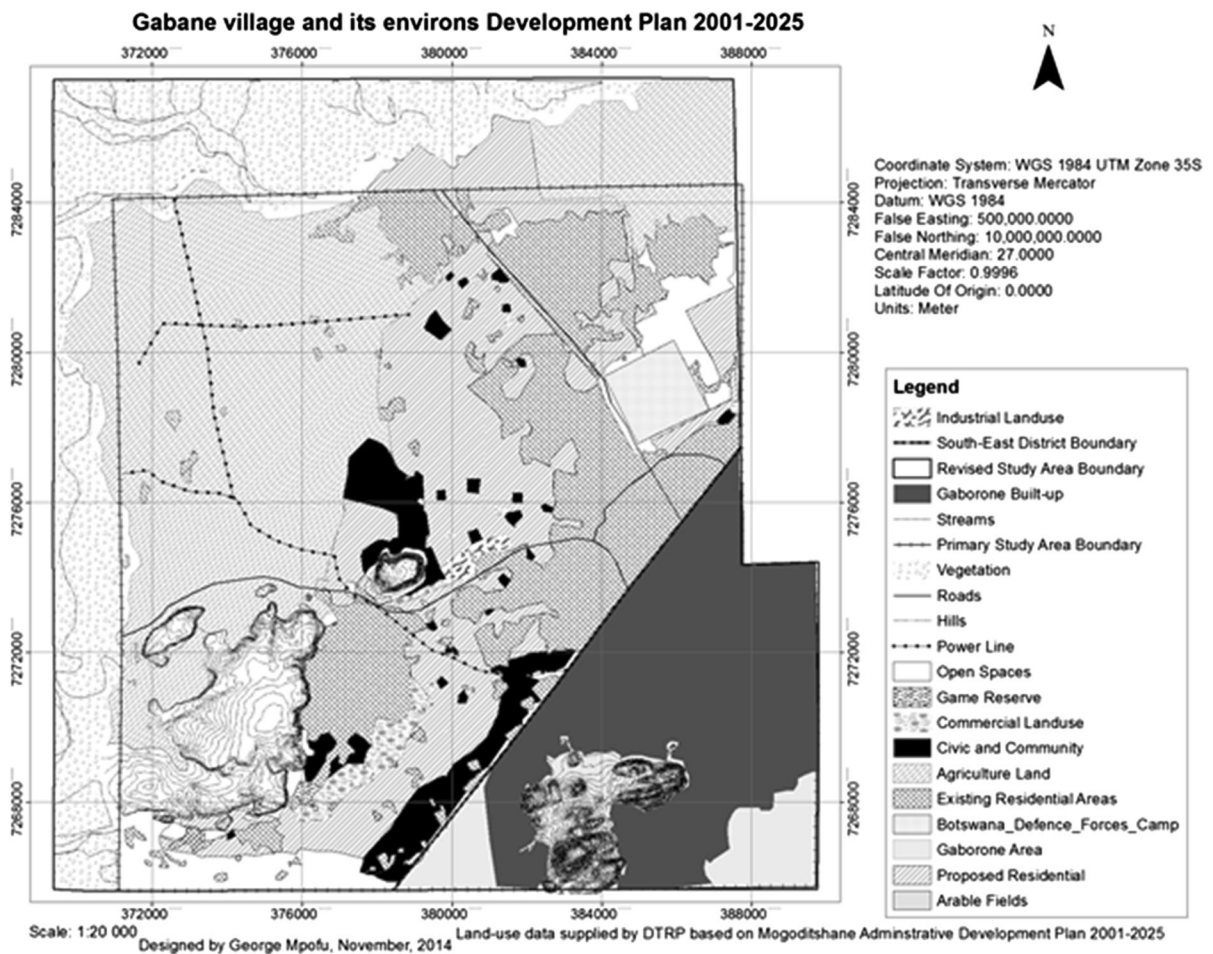 Gabane village and its environs Development Plan 2001-2025
N
372000 376000 380000 384000 388000
Coordinate System: WGS 1984 UTM Zone 35S
Projection: Transverse Mercator
Datum: WGS 1984
False Easting: 500,000.0000
False Northing: 10,000,000.0000
Central Meridian: 27.0000
Scale Factor: 0.9996
Latitude Of Origin: 0.0000
Units: Meter
7284000 7284000
7280000 7280000
7276000 7276000
7272000 7272000
7268000 7268000
Legend
Industrial Landuse
South-East District Boundary
Revised Study Area Boundary
Gaborone Built-up
Streams
Primary Study Area Boundary
Vegetation
Roads
Hills
Power Line
Open Spaces
Game Reserve
Commercial Landuse
Civic and Community
Agriculture Land
Existing Residential Areas
Botswana_Defence_Forces_Camp
Gaborone Area
Proposed Residential
Arable Fields
372000 376000 380000 384000 388000
Scale: 1:20 000
Designed by George Mpofu, November, 2014
Land-use data supplied by DTRP based on Mogoditshane Adminstrative Development Plan 2001-2025